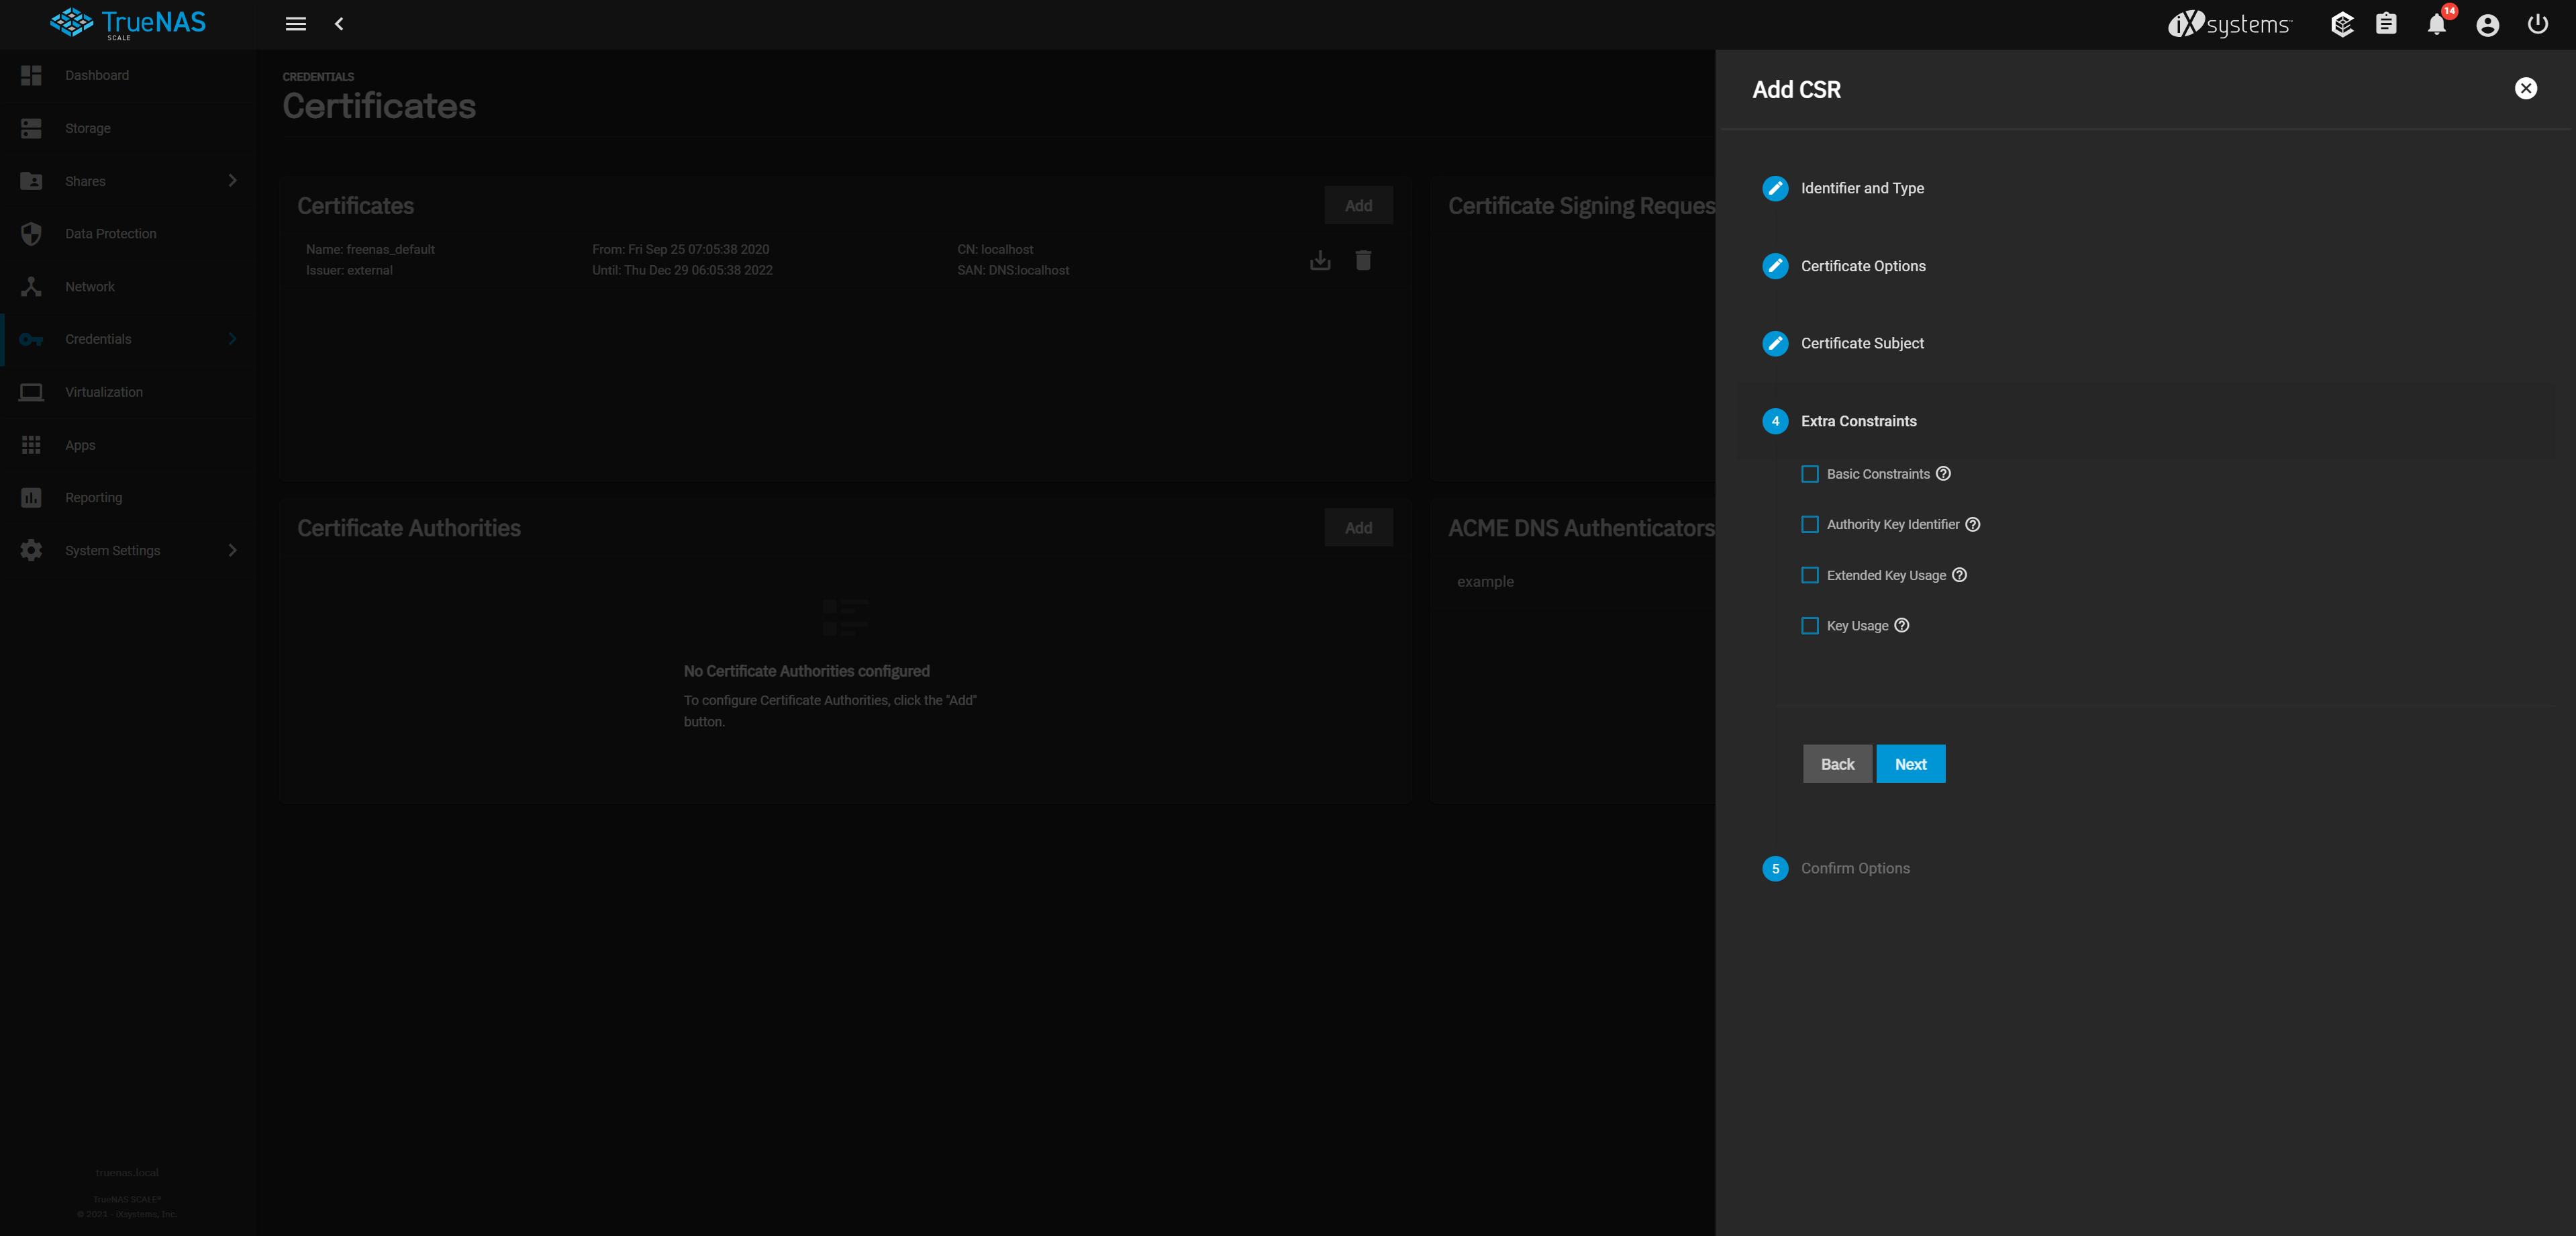 TrueNAS
SCALE
iXsystems™
14
Dashboard
Storage
Shares
Data Protection
Network
Credentials
Virtualization
Apps
Reporting
System Settings
truenas.local
TrueNAS SCALE®
© 2021 - iXsystems, Inc.
CREDENTIALS
Certificates
Certificates
Add
Name: freenas_default
From: Fri Sep 25 07:05:38 2020
CN: localhost
Issuer: external
Until: Thu Dec 29 06:05:38 2022
SAN: DNS:localhost
Certificate Signing Reques
Certificate Authorities
Add
No Certificate Authorities configured
To configure Certificate Authorities, click the "Add"
button.
ACME DNS Authenticators
example
Add CSR
Identifier and Type
Certificate Options
Certificate Subject
4 Extra Constraints
Basic Constraints
Authority Key Identifier
Extended Key Usage
Key Usage
Back Next
5 Confirm Options